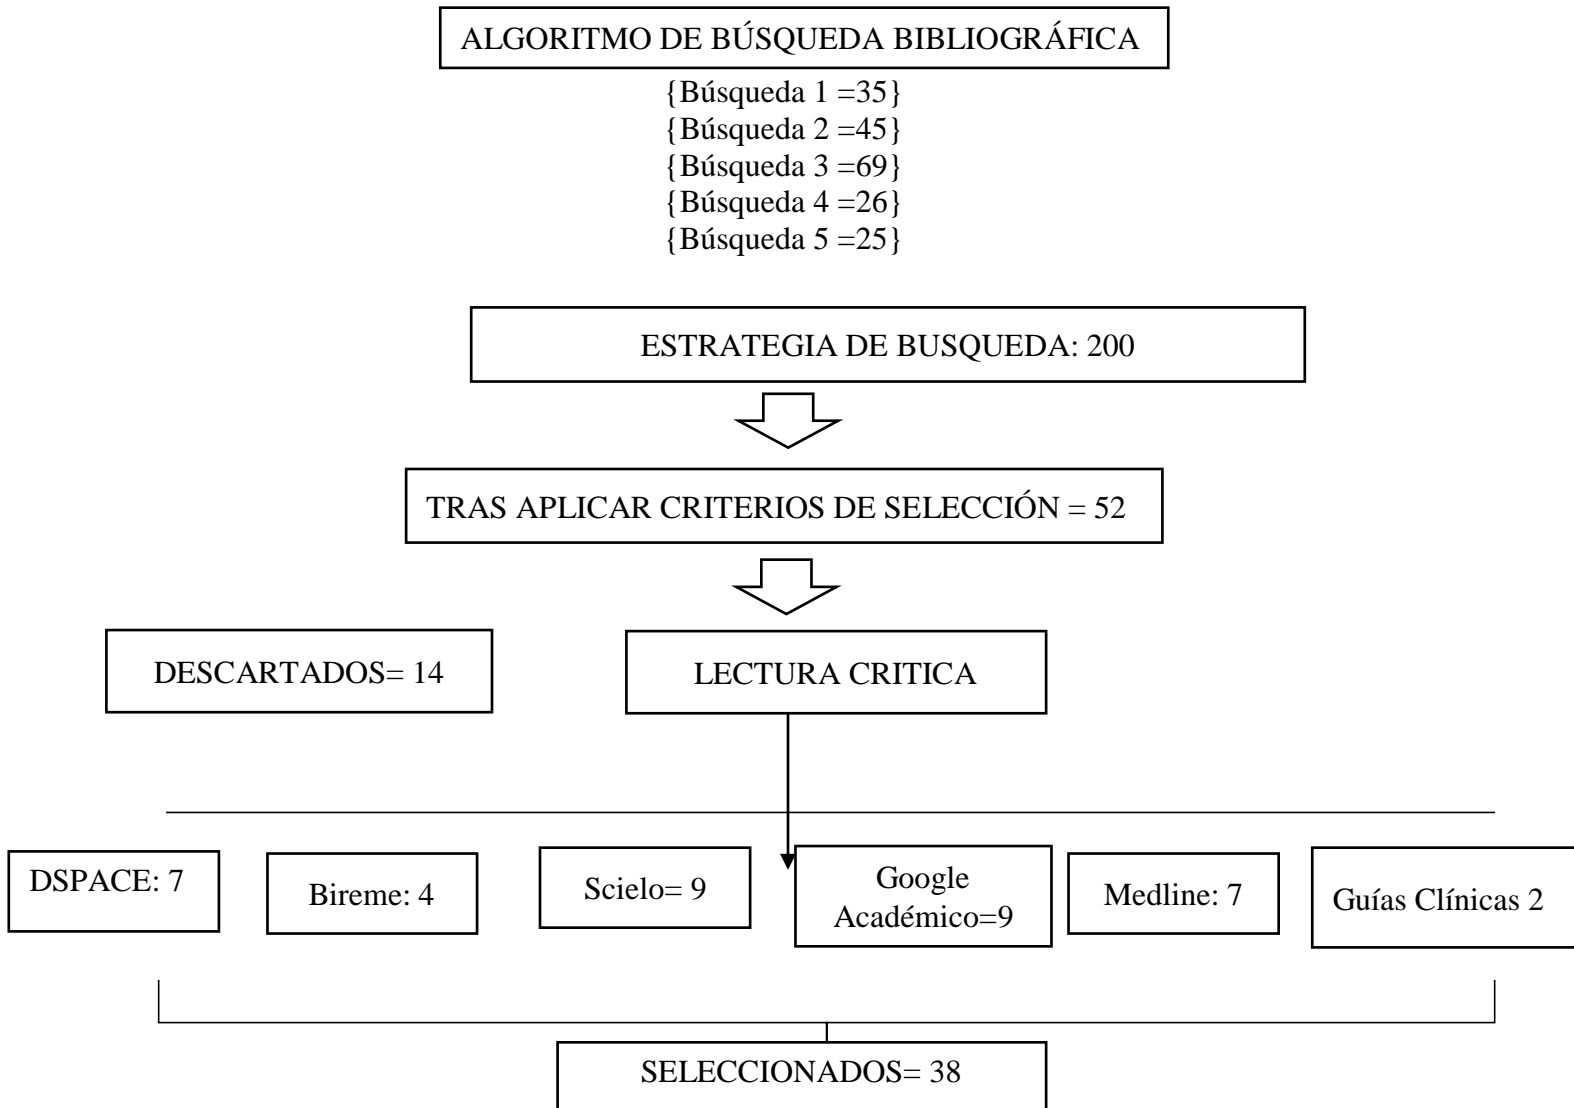 ALGORITMO DE BÚSQUEDA BIBLIOGRÁFICA
{Búsqueda 1 =35}
{Búsqueda 2 =45}
{Búsqueda 3 =69}
{Búsqueda 4 =26}
{Búsqueda 5 =25}
ESTRATEGIA DE BUSQUEDA: 200
TRAS APLICAR CRITERIOS DE SELECCIÓN = 52
DESCARTADOS= 14
LECTURA CRITICA
DSPACE: 7
Bireme: 4
Scielo= 9
Google
Académico=9
Medline: 7
Guías Clínicas 2
SELECCIONADOS= 38